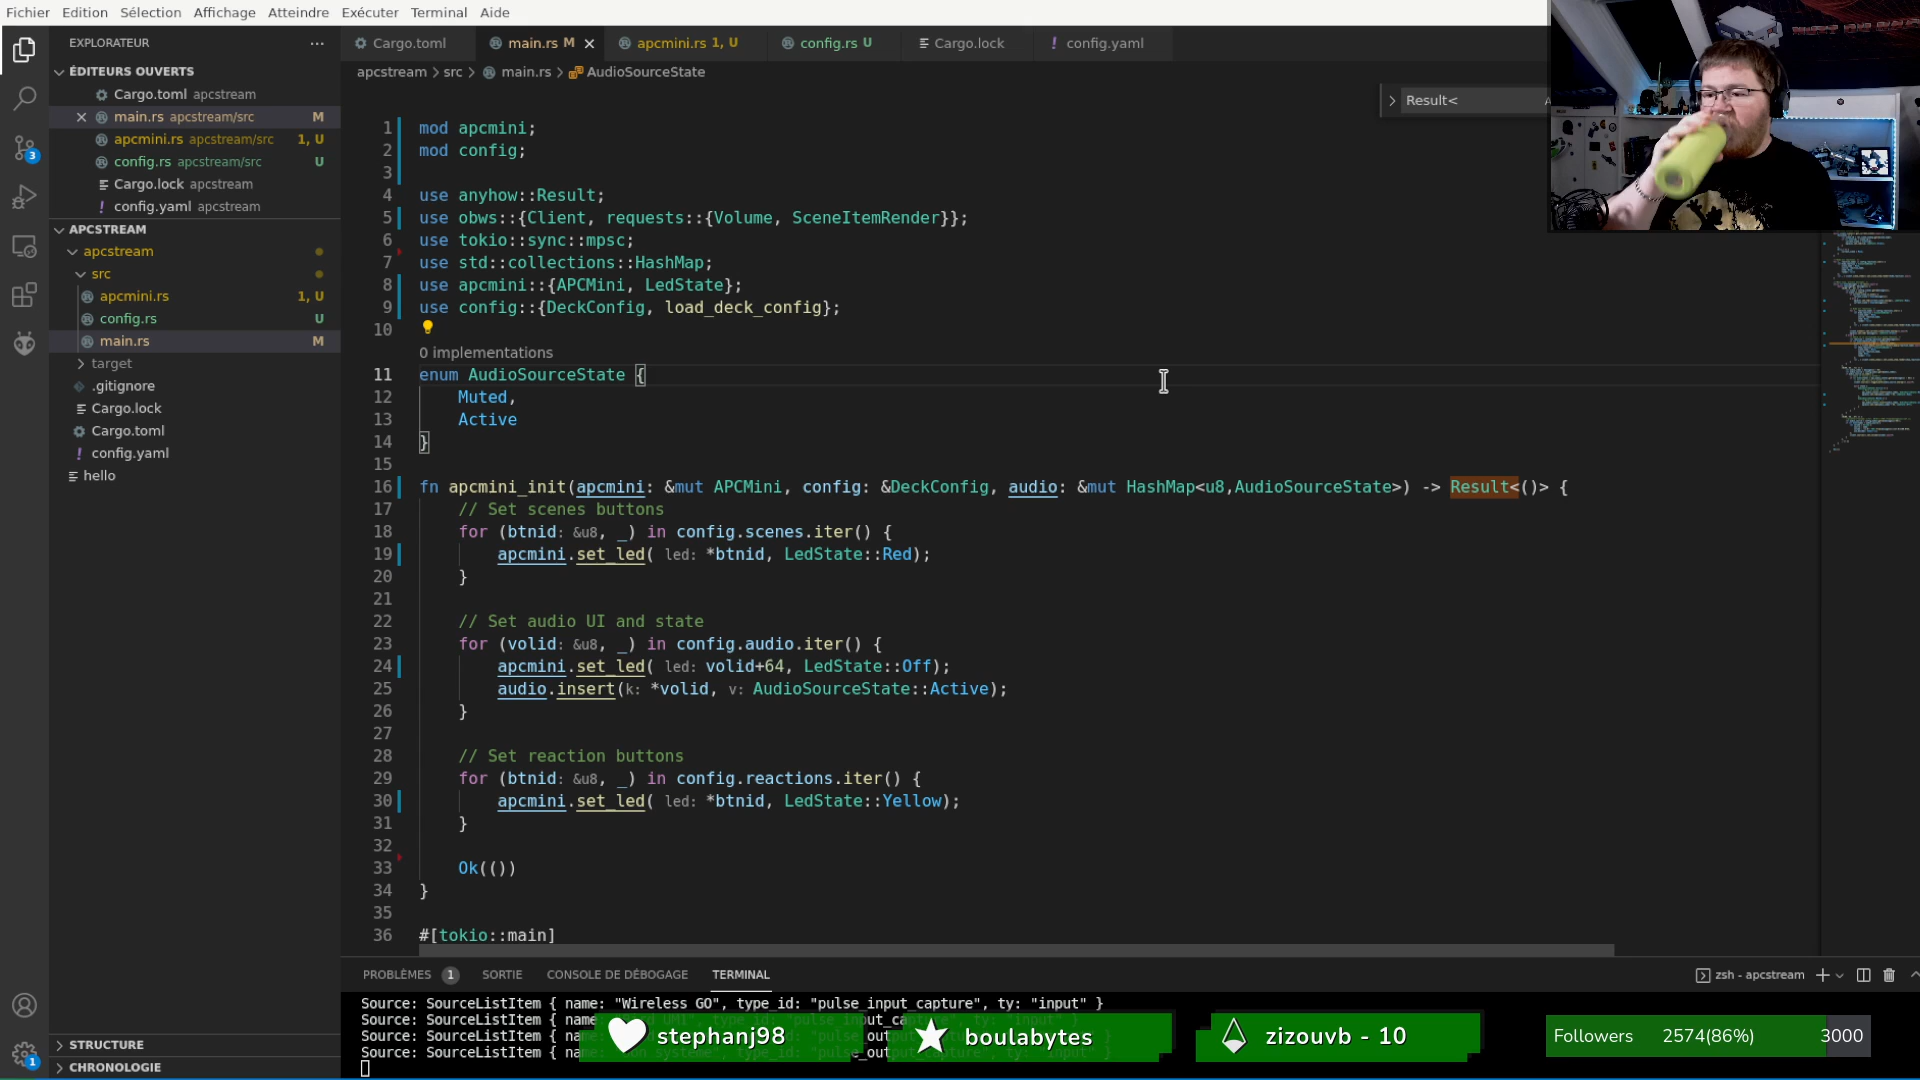 Fichier Edition Sélection Affichage Atteindre Exécuter Terminal Aide
EXPLORATEUR
ÉDITEURS OUVERTS
Cargo.toml apcstream
main.rs apcstream/src M
apcmini.rs apcstream/src 1, U
config.rs apcstream/src U
Cargo.lock apcstream
config.yaml apcstream
APCSTREAM
apcstream
src
apcmini.rs 1, U
config.rs U
main.rs M
target
.gitignore
Cargo.lock
Cargo.toml
config.yaml
hello
STRUCTURE
CHRONOLOGIE
3
1
Cargo.toml main.rs M apcmini.rs 1, U config.rs U Cargo.lock config.yaml
apcstream > src > main.rs > AudioSourceState
Result<
1 mod apcmini;
2 mod config;
3
4 use anyhow::Result;
5 use obws::{Client, requests::{Volume, SceneItemRender}};
6 use tokio::sync::mpsc;
7 use std::collections::HashMap;
8 use apcmini::{APCMini, LedState};
9 use config::{DeckConfig, load_deck_config};
10
0 implementations
11 enum AudioSourceState {
12 Muted,
13 Active
14 }
15
16 fn apcmini_init(apcmini: &mut APCMini, config: &DeckConfig, audio: &mut HashMap<u8,AudioSourceState>) -> Result<()> {
17 // Set scenes buttons
18 for (btnid: &u8, _) in config.scenes.iter() {
19 apcmini.set_led( led: *btnid, LedState::Red);
20 }
21
22 // Set audio UI and state
23 for (volid: &u8, _) in config.audio.iter() {
24 apcmini.set_led( led: volid+64, LedState::Off);
25 audio.insert(k: *volid, v: AudioSourceState::Active);
26 }
27
28 // Set reaction buttons
29 for (btnid: &u8, _) in config.reactions.iter() {
30 apcmini.set_led( led: *btnid, LedState::Yellow);
31 }
32
33 Ok(())
34 }
35
36 #[tokio::main]
PROBLÈMES 1 SORTIE CONSOLE DE DÉBOGAGE TERMINAL
zsh - apcstream
Source: SourceListItem { name: "Wireless GO", type_id: "pulse_input_capture", ty: "input" }
Source: SourceListItem { name
Source: SourceListItem { name:
Source: SourceListItem { name:
stephanj98
boulabytes
zizouvb - 10
Followers 2574(86%) 3000